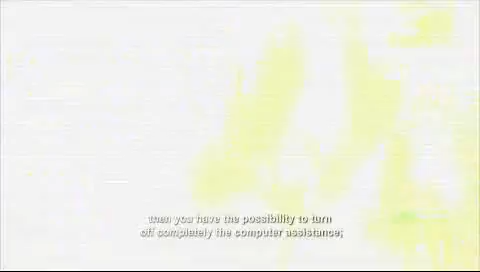 then you have the possibility to turn
off completely the computer assistance;